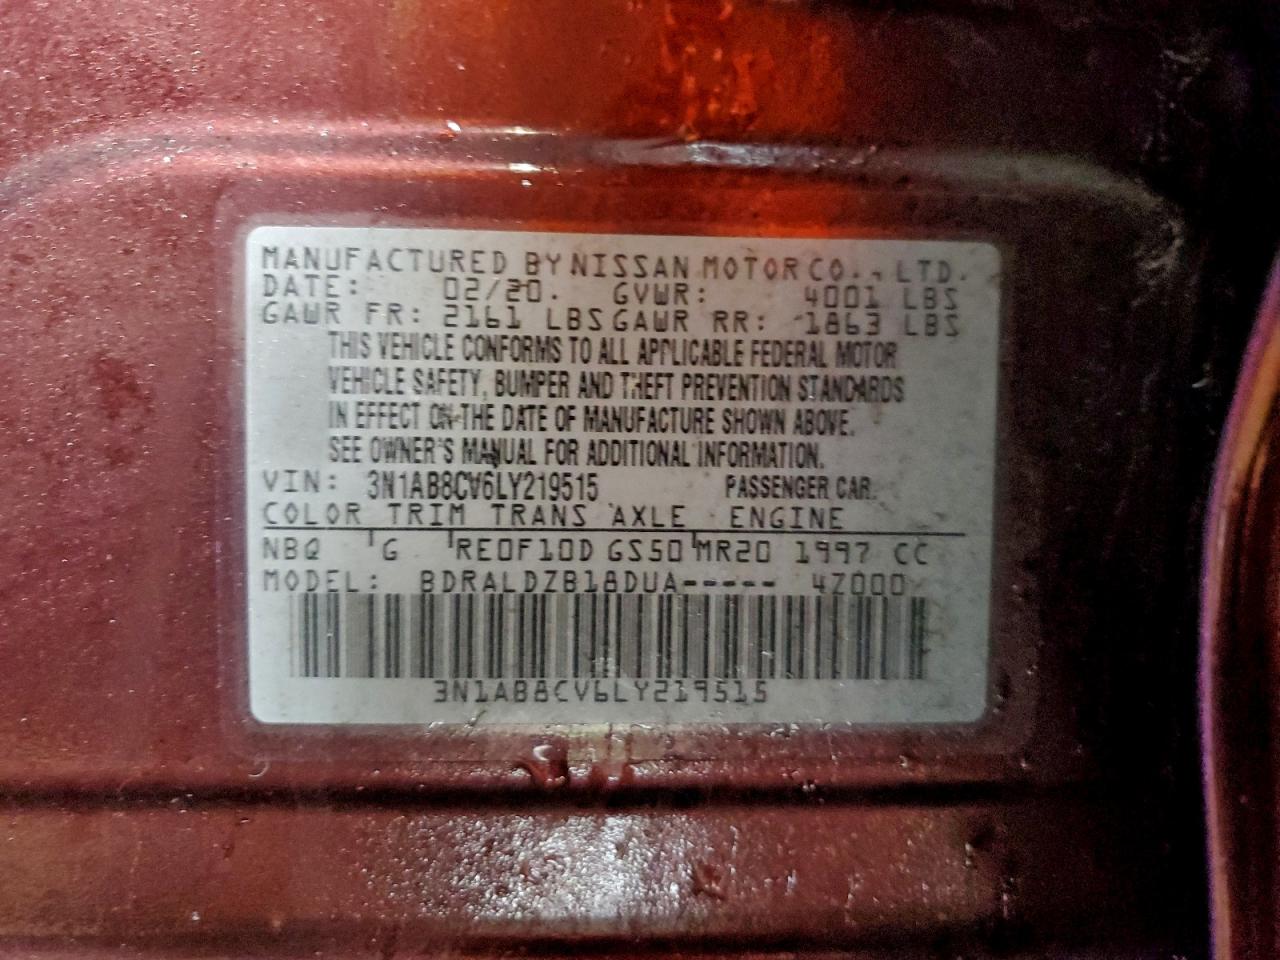 MANUFACTURED BY NISSAN MOTOR CO., LTD.
DATE: 02/20. GVWR: 4001 LBS
GAWR FR: 2161 LBS GAWR RR: 1863 LBS
THIS VEHICLE CONFORMS TO ALL APPLICABLE FEDERAL MOTOR
VEHICLE SAFETY, BUMPER AND THEFT PREVENTION STANDARDS
IN EFFECT ON THE DATE OF MANUFACTURE SHOWN ABOVE.
SEE OWNER'S MANUAL FOR ADDITIONAL INFORMATION.
VIN: 3N1AB8CV6LY219515 PASSENGER CAR.
COLOR TRIM TRANS AXLE ENGINE
NBQ G RE0F10D GS50 MR20 1997 CC
MODEL: BDRALDZB18DUA----- 4Z000
3N1AB8CV6LY219515